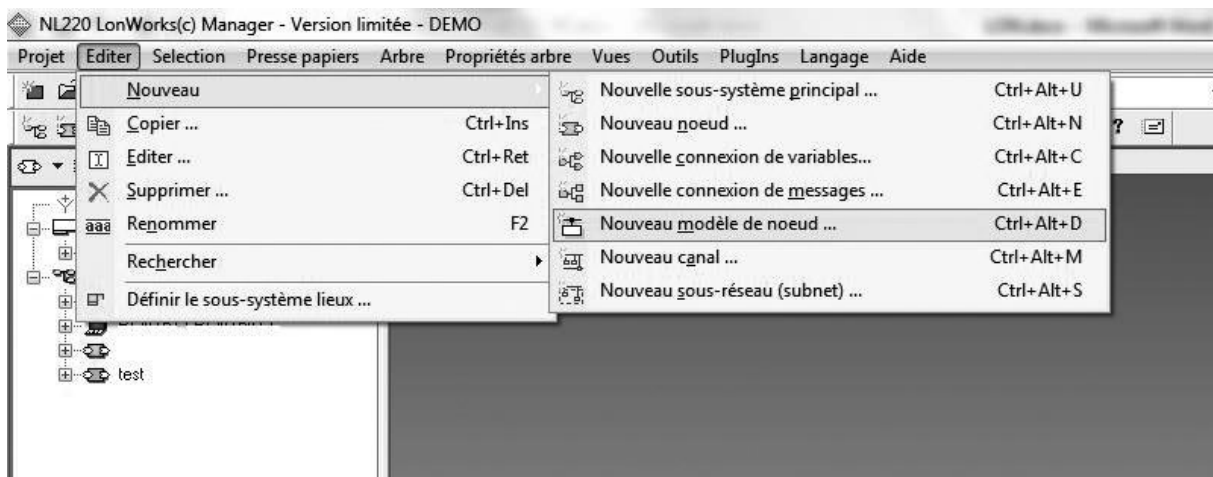 NL220 LonWorks(c) Manager - Version limitée - DEMO
Projet Editer Selection Presse papiers Arbre Propriétés arbre Vues Outils PlugIns Langage Aide
Nouveau
Nouvelle sous-système principal ... Ctrl+Alt+U
Copier ... Ctrl+Ins
Nouveau noeud ... Ctrl+Alt+N
?
Editer ... Ctrl+Ret
Nouvelle connexion de variables... Ctrl+Alt+C
Supprimer ... Ctrl+Del
Nouvelle connexion de messages ... Ctrl+Alt+E
aaa Renommer F2
Nouveau modèle de noeud ... Ctrl+Alt+D
Rechercher
Nouveau canal ... Ctrl+Alt+M
Définir le sous-système lieux ...
Nouveau sous-réseau (subnet) ... Ctrl+Alt+S
test